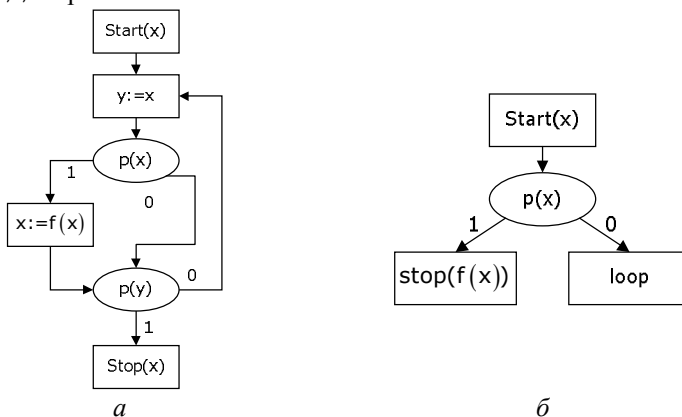 Start(x)
y:=x
p(x)
1
0
x:=f(x)
p(y)
0
1
Stop(x)
а
Start(x)
p(x)
1
0
stop(f(x))
loop
б